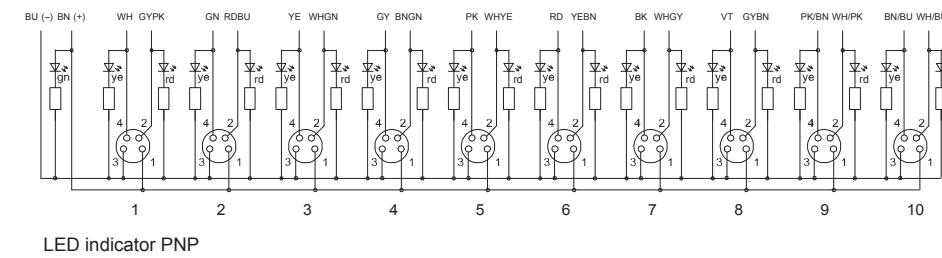 BU (–) BN (+) WH GYPK GN RDBU YE WHGN GY BNGN PK WHYE RD YEBN BK WHGY VT GYBN PK/BN WH/PK BN/BU WH/BU
gn ye rd ye rd ye rd ye rd ye rd ye rd ye rd ye rd ye rd ye
4 2 4 2 4 2 4 2 4 2 4 2 4 2 4 2 4 2 4 2
3 1 3 1 3 1 3 1 3 1 3 1 3 1 3 1 3 1 3 1
1 2 3 4 5 6 7 8 9 10
LED indicator PNP